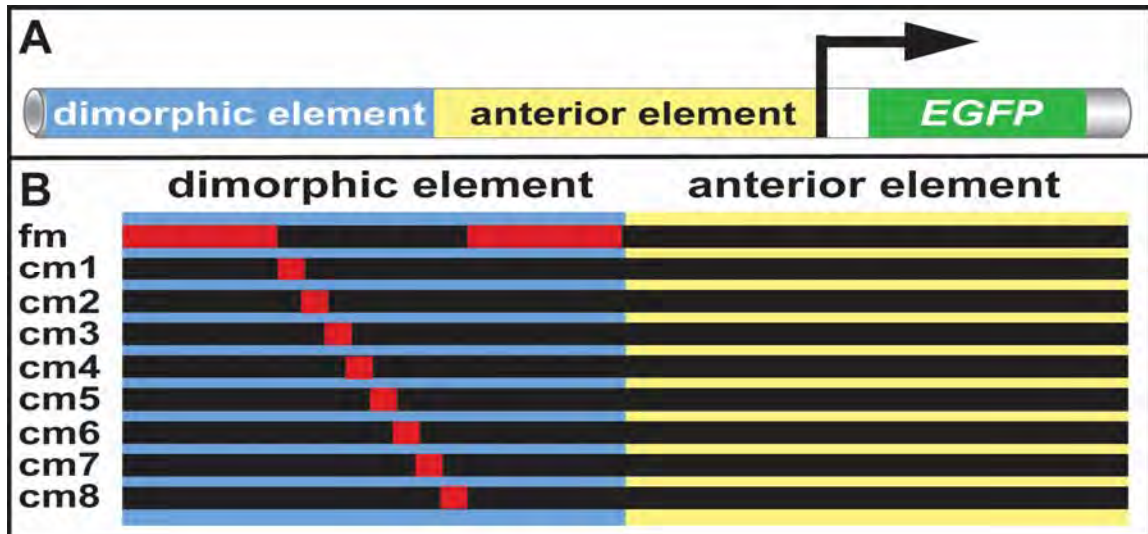 A
dimorphic element anterior element EGFP
B
dimorphic element anterior element
fm
cm1
cm2
cm3
cm4
cm5
cm6
cm7
cm8